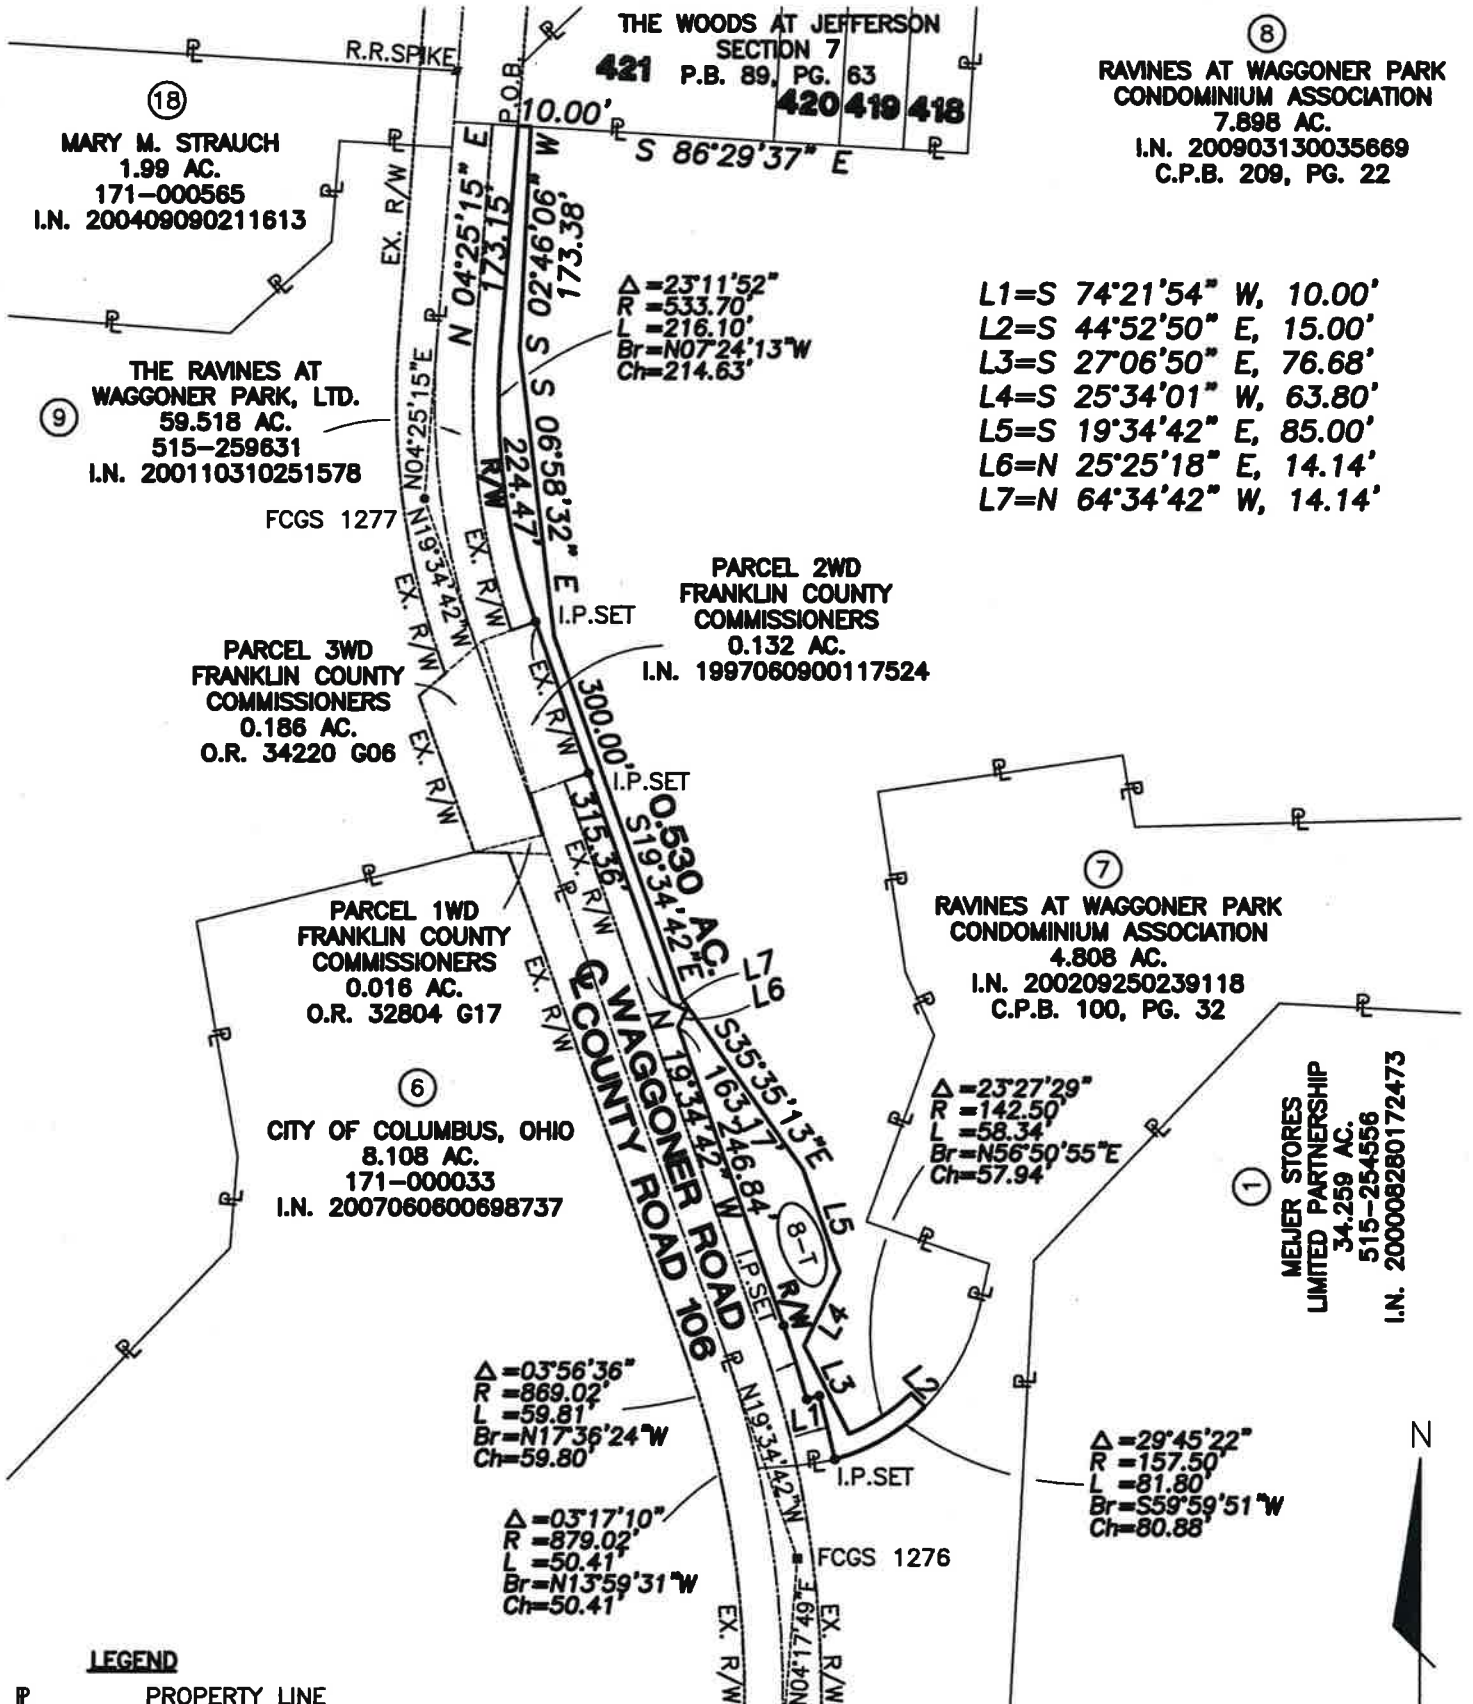 THE WOODS AT JEFFERSON
SECTION 7
P.B. 89, PG. 63
421
420 419 418
R.R.SPIKE
P.O.B.
10.00'
S 86°29'37" E
8
RAVINES AT WAGGONER PARK
CONDOMINIUM ASSOCIATION
7.898 AC.
I.N. 200903130035669
C.P.B. 209, PG. 22
18
MARY M. STRAUCH
1.99 AC.
171-000565
I.N. 200409090211613
EX. R/W
N 04°25'15" E
173.15'
S 02°46'06" W
173.38'
Δ=23°11'52"
R =533.70'
L =216.10'
Br=N07°24'13"W
Ch=214.63'
L1=S 74°21'54" W, 10.00'
L2=S 44°52'50" E, 15.00'
L3=S 27°06'50" E, 76.68'
L4=S 25°34'01" W, 63.80'
L5=S 19°34'42" E, 85.00'
L6=N 25°25'18" E, 14.14'
L7=N 64°34'42" W, 14.14'
9
THE RAVINES AT
WAGGONER PARK, LTD.
59.518 AC.
515-259631
I.N. 200110310251578
N04°25'15"E
S 06°58'32" E
224.47'
R/W
FCGS 1277
N19°34'42"W
EX. R/W
EX. R/W
I.P.SET
PARCEL 2WD
FRANKLIN COUNTY
COMMISSIONERS
0.132 AC.
I.N. 1997060900117524
PARCEL 3WD
FRANKLIN COUNTY
COMMISSIONERS
0.186 AC.
O.R. 34220 G06
EX. R/W
EX. R/W
300.00'
I.P.SET
0.530 AC.
S19°34'42"E
315.36'
EX. R/W
7
RAVINES AT WAGGONER PARK
CONDOMINIUM ASSOCIATION
4.808 AC.
I.N. 200209250239118
C.P.B. 100, PG. 32
PARCEL 1WD
FRANKLIN COUNTY
COMMISSIONERS
0.016 AC.
O.R. 32804 G17
EX. R/W
L7
L6
℄ WAGGONER ROAD
COUNTY ROAD 106
N 19°34'42" W
246.84'
163.17'
S35°35'13"E
6
CITY OF COLUMBUS, OHIO
8.108 AC.
171-000033
I.N. 2007060600698737
Δ=23°27'29"
R =142.50'
L =58.34'
Br=N56°50'55"E
Ch=57.94'
1
MEIJER STORES
LIMITED PARTNERSHIP
34.259 AC.
515-254556
I.N. 200008280172473
L5
8-T
I.P.SET
R/W
L4
L3
L2
L1
Δ=03°56'36"
R =869.02'
L =59.81'
Br=N17°36'24"W
Ch=59.80'
N19°34'42"W
I.P.SET
Δ=29°45'22"
R =157.50'
L =81.80'
Br=S59°59'51"W
Ch=80.88'
N
Δ=03°17'10"
R =879.02'
L =50.41'
Br=N13°59'31"W
Ch=50.41'
FCGS 1276
EX. R/W
N04°17'49"E
EX. R/W
LEGEND
PL PROPERTY LINE